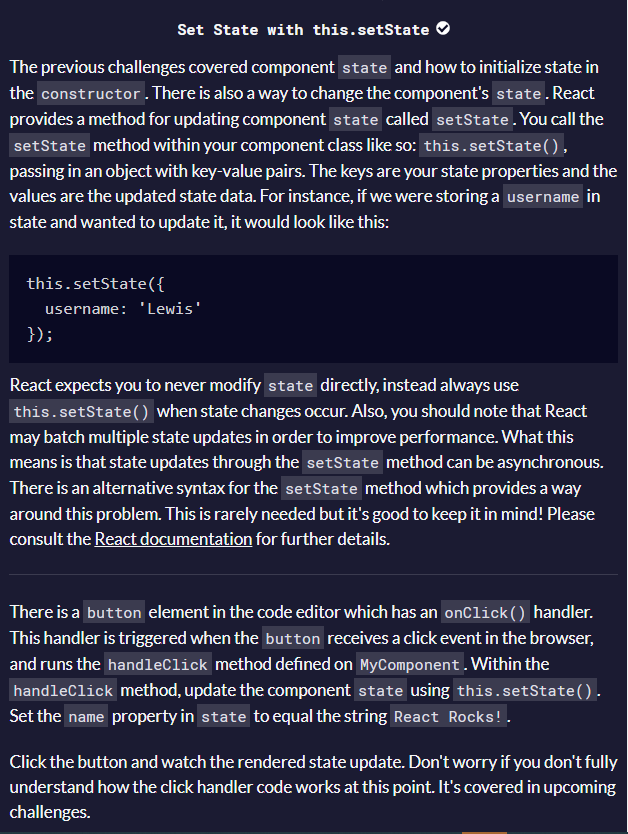 Set State with this.setState
The previous challenges covered component state and how to initialize state in
the constructor. There is also a way to change the component's state. React
provides a method for updating component state called setState. You call the
setState method within your component class like so: this.setState(),
passing in an object with key-value pairs. The keys are your state properties and the
values are the updated state data. For instance, if we were storing a username in
state and wanted to update it, it would look like this:
this.setState({
  username: 'Lewis'
});
React expects you to never modify state directly, instead always use
this.setState() when state changes occur. Also, you should note that React
may batch multiple state updates in order to improve performance. What this
means is that state updates through the setState method can be asynchronous.
There is an alternative syntax for the setState method which provides a way
around this problem. This is rarely needed but it's good to keep it in mind! Please
consult the React documentation for further details.
There is a button element in the code editor which has an onClick() handler.
This handler is triggered when the button receives a click event in the browser,
and runs the handleClick method defined on MyComponent. Within the
handleClick method, update the component state using this.setState().
Set the name property in state to equal the string React Rocks!.
Click the button and watch the rendered state update. Don't worry if you don't fully
understand how the click handler code works at this point. It's covered in upcoming
challenges.